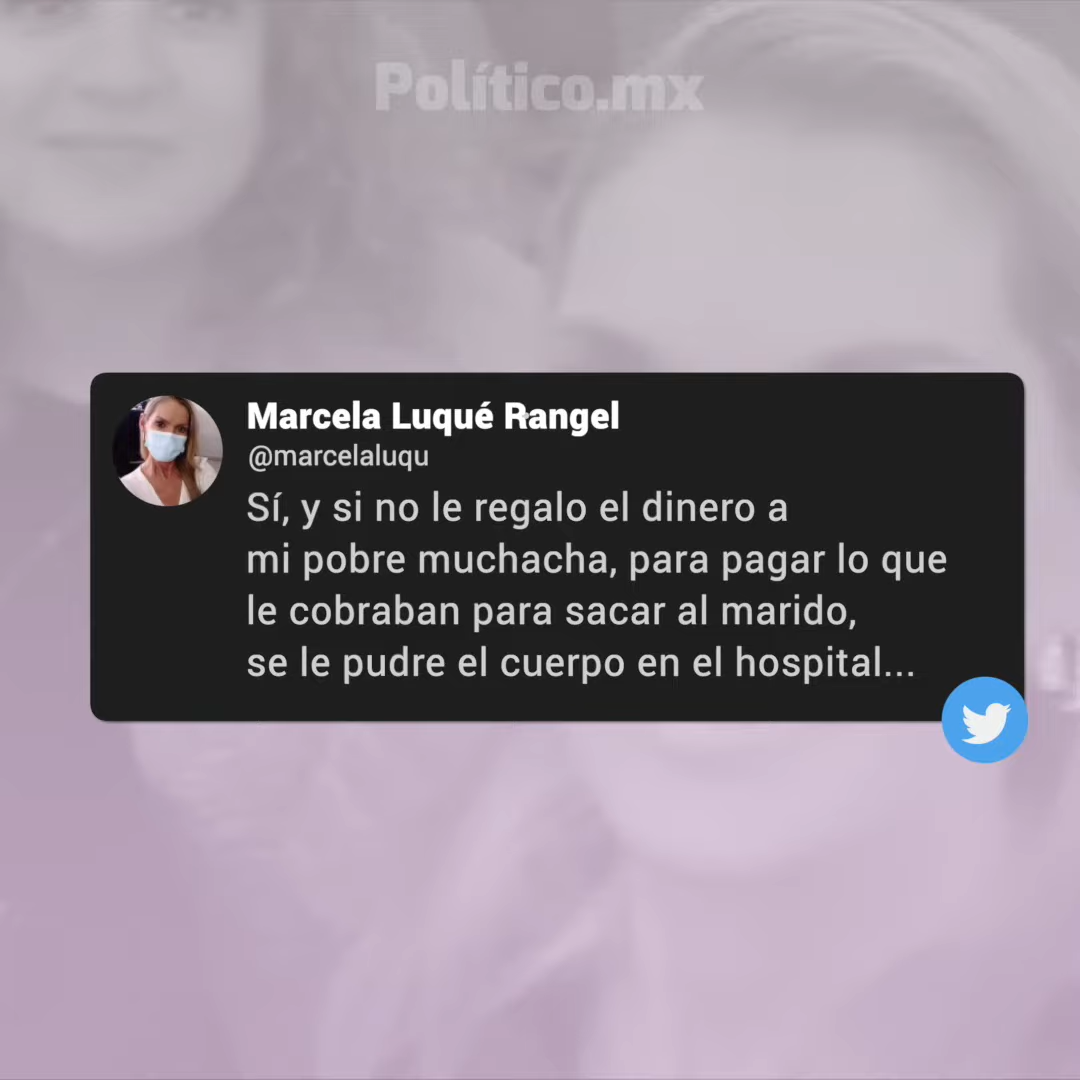 Político.mx
Marcela Luqué Rangel
@marcelaluqu
Sí, y si no le regalo el dinero a
mi pobre muchacha, para pagar lo que
le cobraban para sacar al marido,
se le pudre el cuerpo en el hospital...